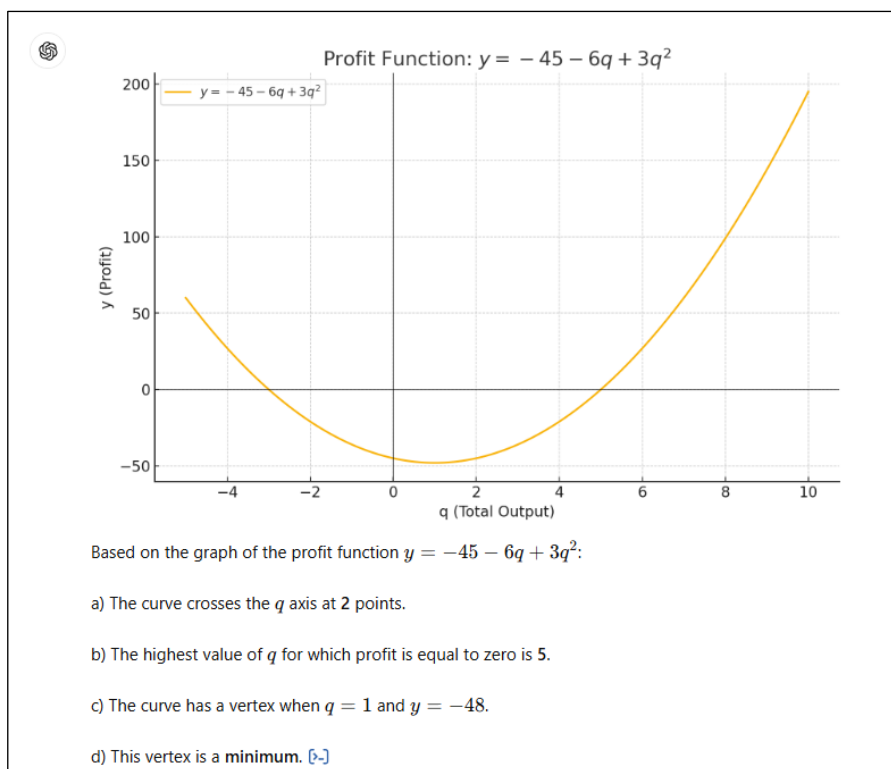 Profit Function: y = − 45 − 6q + 3q²
y = − 45 − 6q + 3q²
200
150
100
50
0
−50
y (Profit)
−4 −2 0 2 4 6 8 10
q (Total Output)
Based on the graph of the profit function y = −45 − 6q + 3q²:
a) The curve crosses the q axis at 2 points.
b) The highest value of q for which profit is equal to zero is 5.
c) The curve has a vertex when q = 1 and y = −48.
d) This vertex is a minimum. [>-]